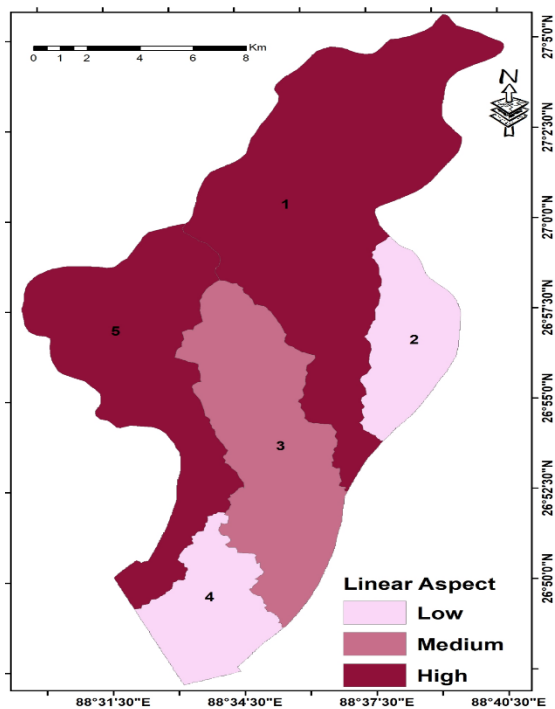 0 1 2 4 6 8 Km
N
27°5'0"N
27°2'30"N
27°0'0"N
26°57'30"N
26°55'0"N
26°52'30"N
26°50'0"N
1
2
5
3
4
Linear Aspect
Low
Medium
High
88°31'30"E 88°34'30"E 88°37'30"E 88°40'30"E